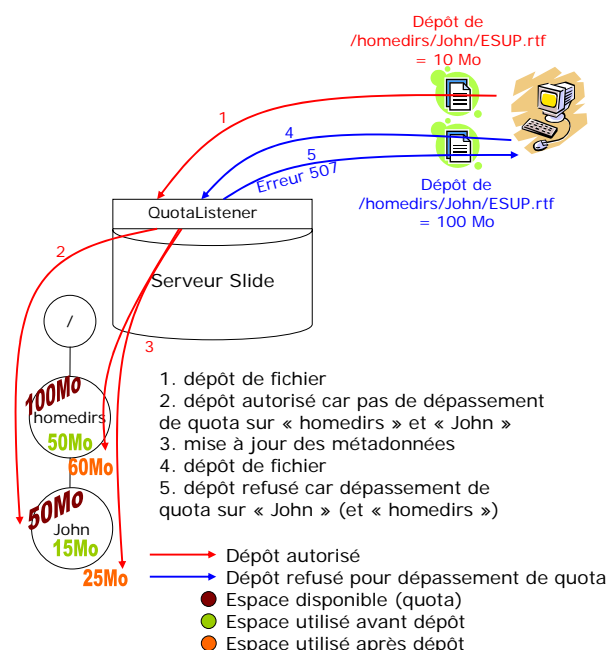 Dépôt de
/homedirs/John/ESUP.rtf
= 10 Mo
1
4
5
Erreur 507
Dépôt de
/homedirs/John/ESUP.rtf
= 100 Mo
QuotaListener
2
Serveur Slide
/
3
100Mo
homedirs
50Mo
60Mo
50Mo
John
15Mo
25Mo
1. dépôt de fichier
2. dépôt autorisé car pas de dépassement
de quota sur « homedirs » et « John »
3. mise à jour des métadonnées
4. dépôt de fichier
5. dépôt refusé car dépassement de
quota sur « John » (et « homedirs »)
Dépôt autorisé
Dépôt refusé pour dépassement de quota
Espace disponible (quota)
Espace utilisé avant dépôt
Espace utilisé après dépôt